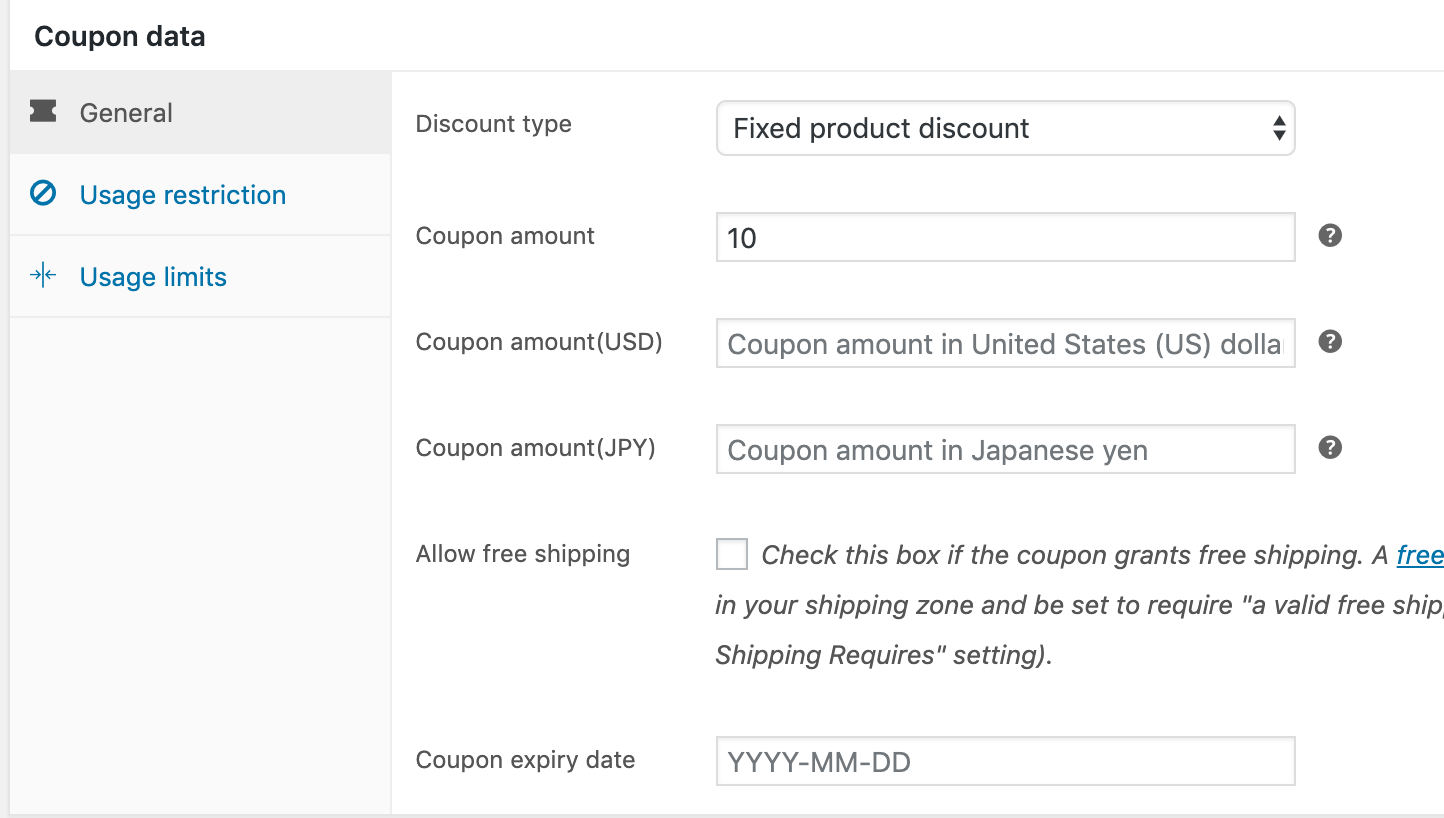 Coupon data
General
Usage restriction
Usage limits
Discount type
Fixed product discount
Coupon amount
10
Coupon amount(USD)
Coupon amount in United States (US) dolla
Coupon amount(JPY)
Coupon amount in Japanese yen
Allow free shipping
Check this box if the coupon grants free shipping. A free
in your shipping zone and be set to require "a valid free ship
Shipping Requires" setting).
Coupon expiry date
YYYY-MM-DD